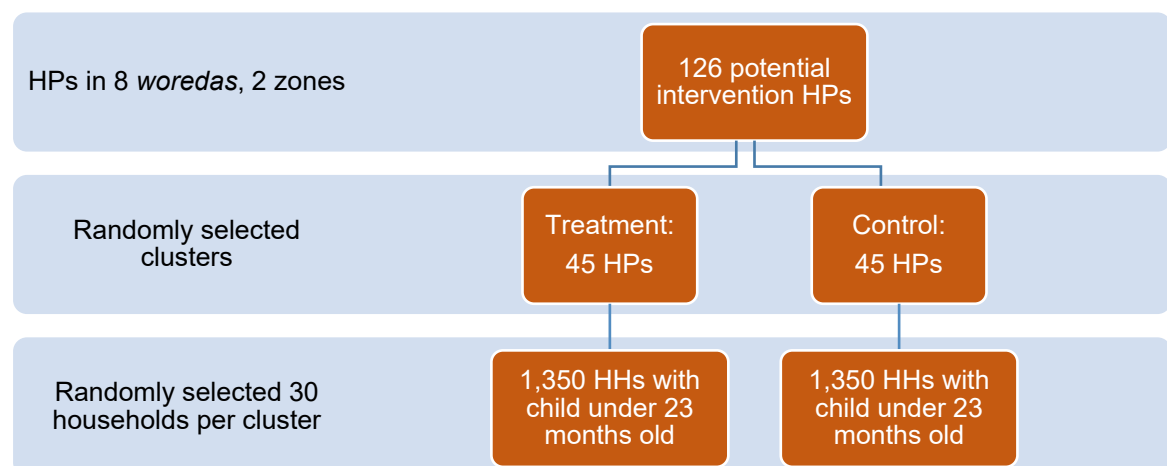 HPs in 8 woredas, 2 zones
126 potential
intervention HPs
Randomly selected
clusters
Treatment:
45 HPs
Control:
45 HPs
Randomly selected 30
households per cluster
1,350 HHs with
child under 23
months old
1,350 HHs with
child under 23
months old